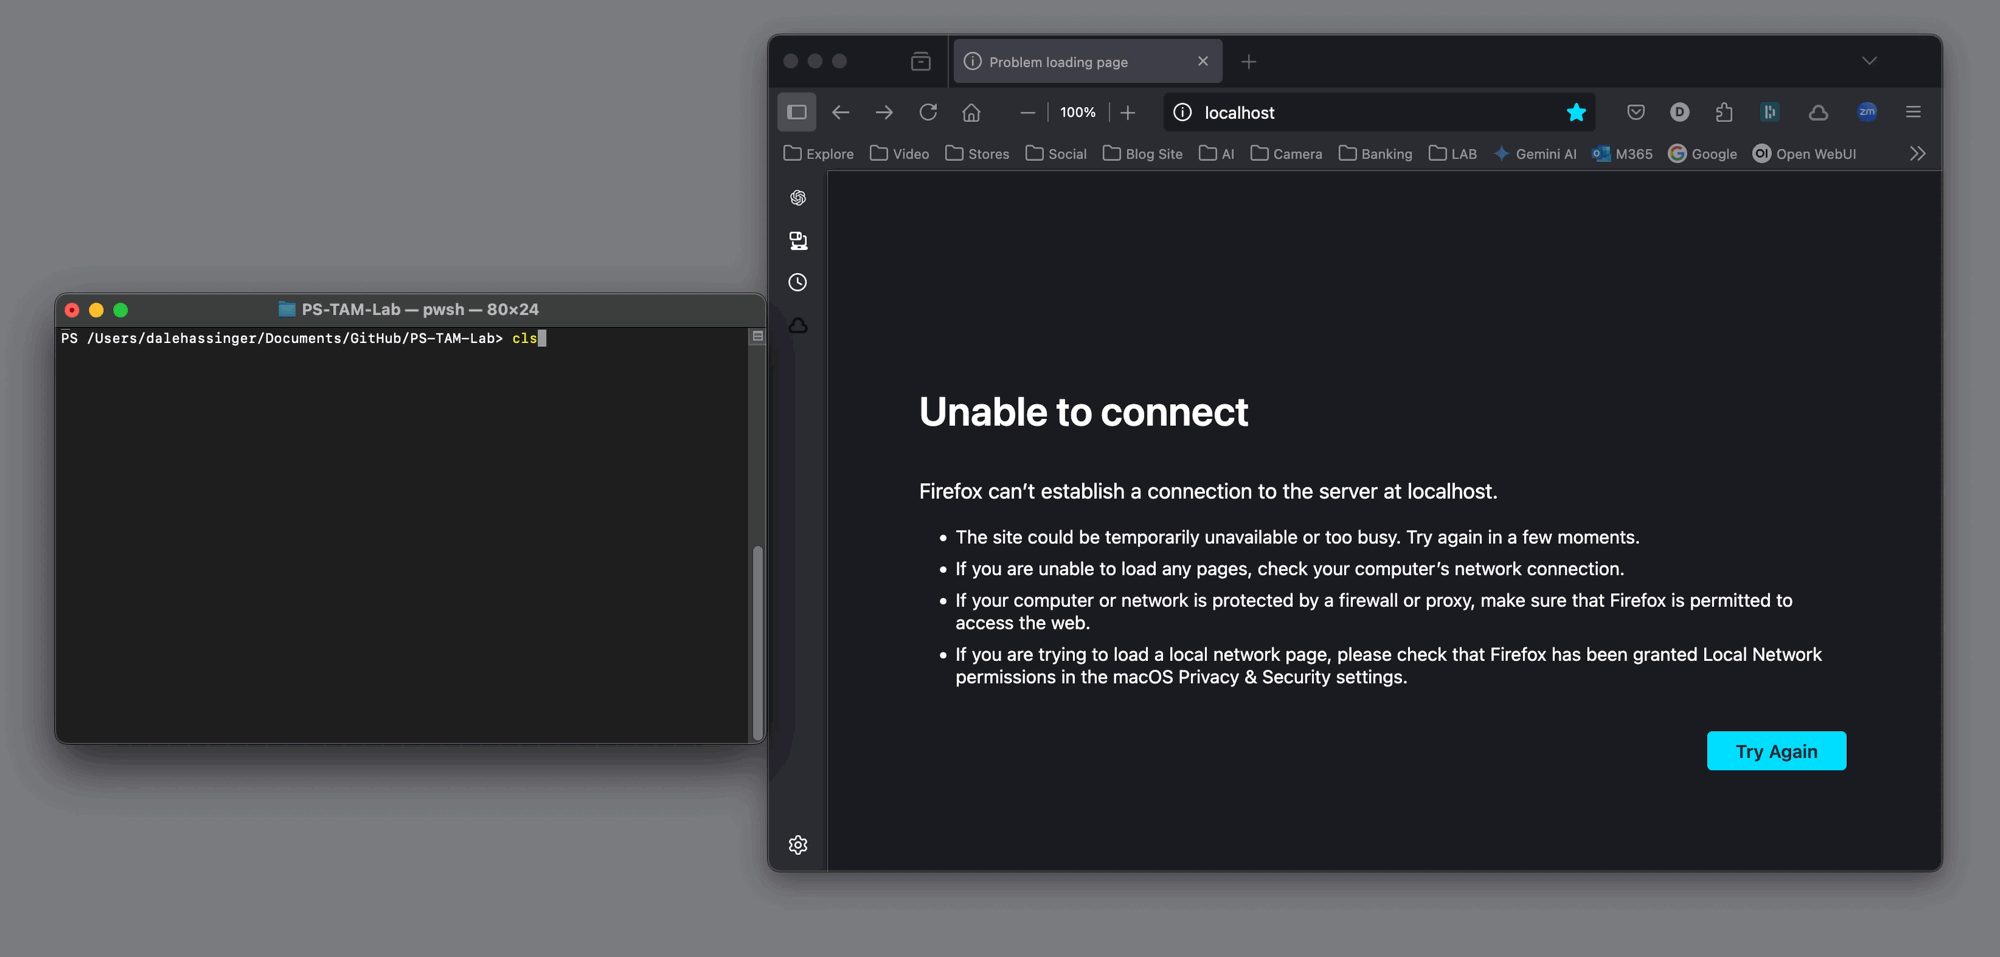 PS-TAM-Lab — pwsh — 80×24
PS /Users/dalehassinger/Documents/GitHub/PS-TAM-Lab> cls
Problem loading page
100%
localhost
D
zm
Explore Video Stores Social Blog Site AI Camera Banking LAB Gemini AI M365 Google OI Open WebUI
Unable to connect
Firefox can’t establish a connection to the server at localhost.
• The site could be temporarily unavailable or too busy. Try again in a few moments.
• If you are unable to load any pages, check your computer’s network connection.
• If your computer or network is protected by a firewall or proxy, make sure that Firefox is permitted to
access the web.
• If you are trying to load a local network page, please check that Firefox has been granted Local Network
permissions in the macOS Privacy & Security settings.
Try Again